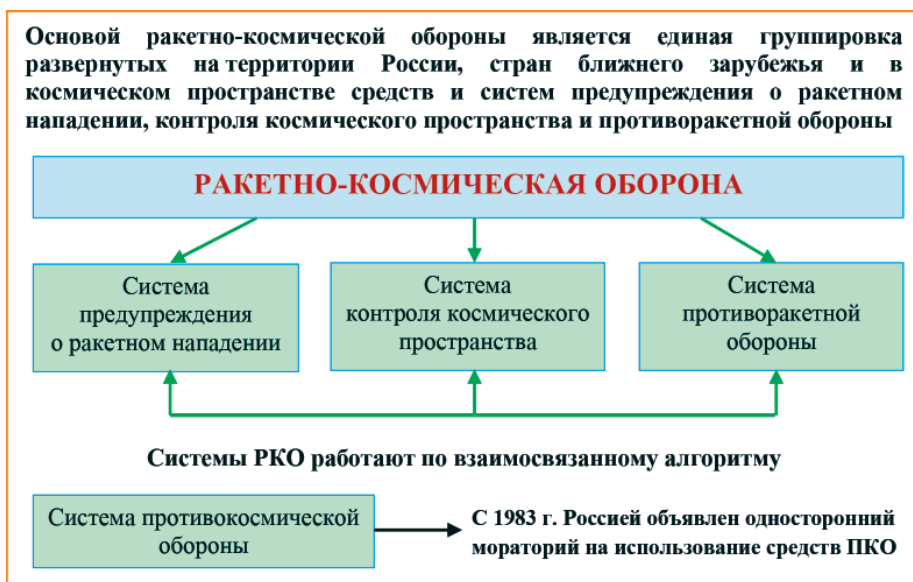 Основой ракетно-космической обороны является единая группировка
развернутых на территории России, стран ближнего зарубежья и в
космическом пространстве средств и систем предупреждения о ракетном
нападении, контроля космического пространства и противоракетной обороны
РАКЕТНО-КОСМИЧЕСКАЯ ОБОРОНА
Система
предупреждения
о ракетном нападении
Система
контроля космического
пространства
Система
противоракетной
обороны
Системы РКО работают по взаимосвязанному алгоритму
Система противокосмической
обороны
С 1983 г. Россией объявлен односторонний
мораторий на использование средств ПКО